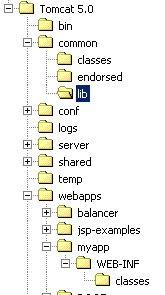 Tomcat 5.0
bin
common
classes
endorsed
lib
conf
logs
server
shared
temp
webapps
balancer
jsp-examples
myapp
WEB-INF
classes